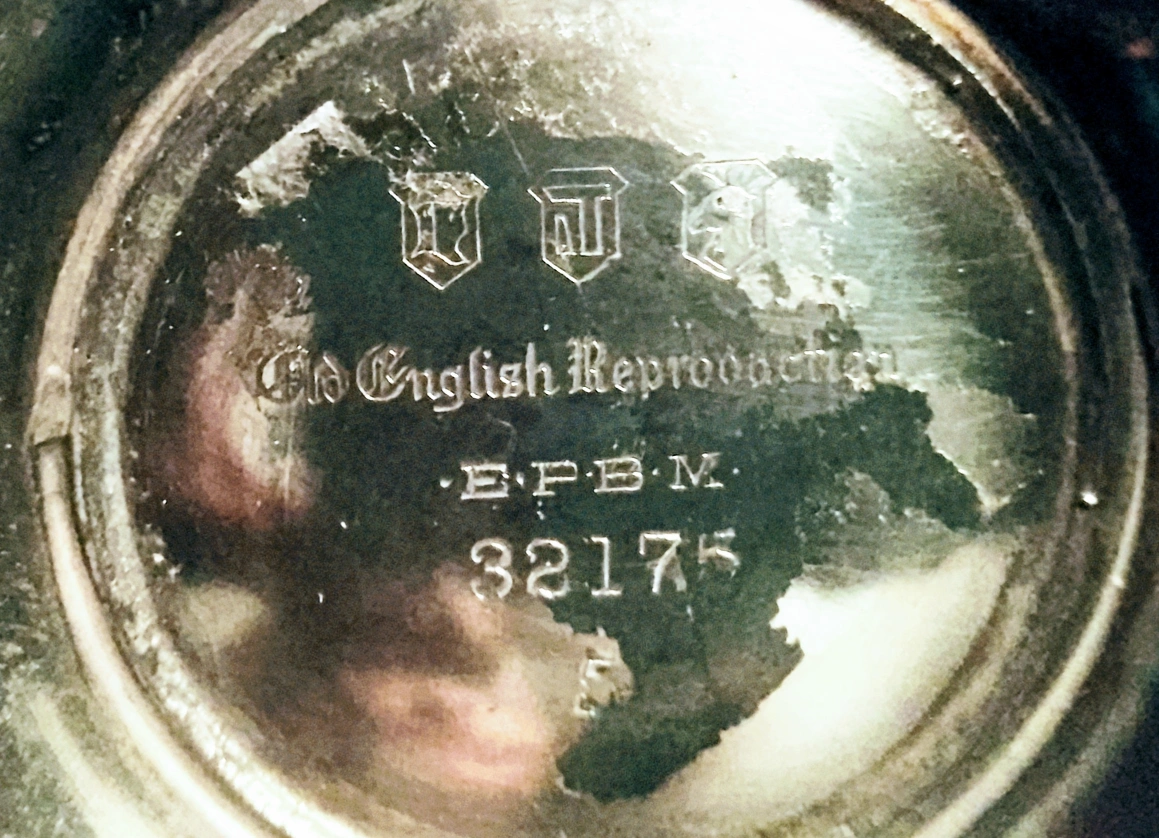 Old English Reproduction
·E·P·B·M·
32175